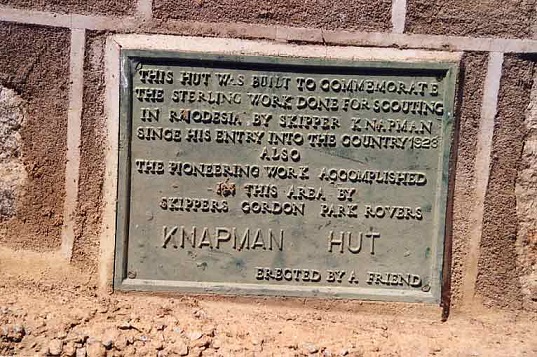 THIS HUT WAS BUILT TO COMMEMORATE
THE STERLING WORK DONE FOR SCOUTING
IN RHODESIA BY SKIPPER KNAPMAN
SINCE HIS ENTRY INTO THE COUNTRY 1928
ALSO
THE PIONEERING WORK ACCOMPLISHED
IN THIS AREA BY
SKIPPERS GORDON PARK ROVERS
KNAPMAN HUT
ERECTED BY A FRIEND